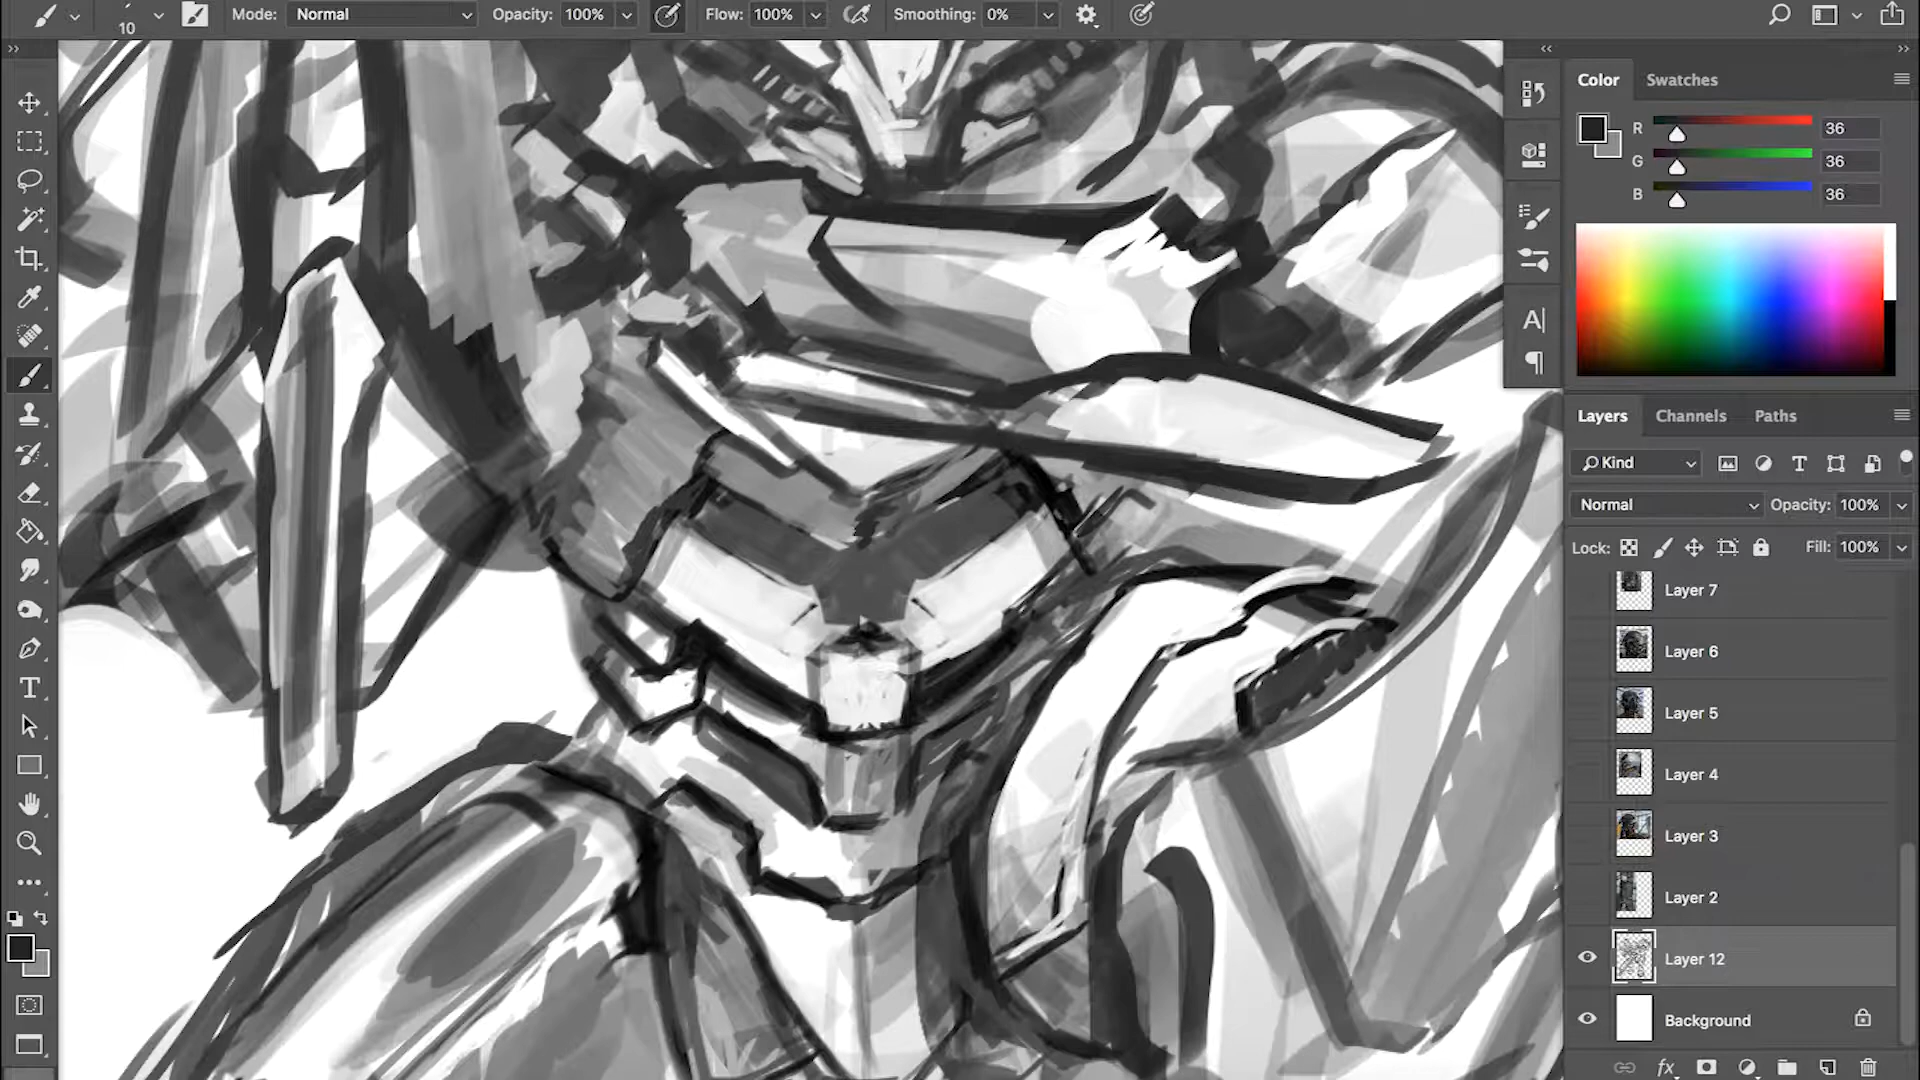 10
Mode: Normal
Opacity: 100%
Flow: 100%
Smoothing: 0%
Color
Swatches
R 36
G 36
B 36
Layers
Channels
Paths
Kind
Normal
Opacity: 100%
Lock:
Fill: 100%
Layer 7
Layer 6
Layer 5
Layer 4
Layer 3
Layer 2
Layer 12
Background
fx